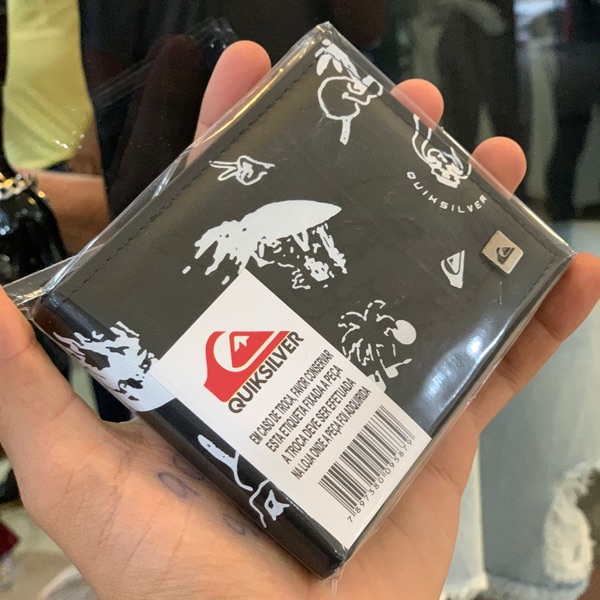 QUIKSILVER
QUIKSILVER
EM CASO DE TROCA, FAVOR CONSERVAR
ESTA ETIQUETA FIXADA A PEÇA
A TROCA DEVE SER EFETUADA
NA LOJA ONDE A PEÇA FOI ADQUIRIDA